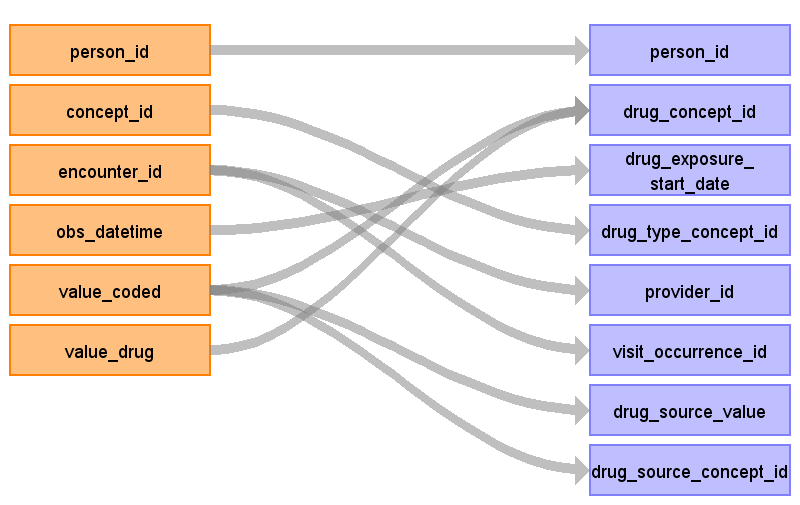 person_id
person_id
concept_id
drug_concept_id
encounter_id
drug_exposure_
start_date
obs_datetime
drug_type_concept_id
value_coded
provider_id
value_drug
visit_occurrence_id
drug_source_value
drug_source_concept_id